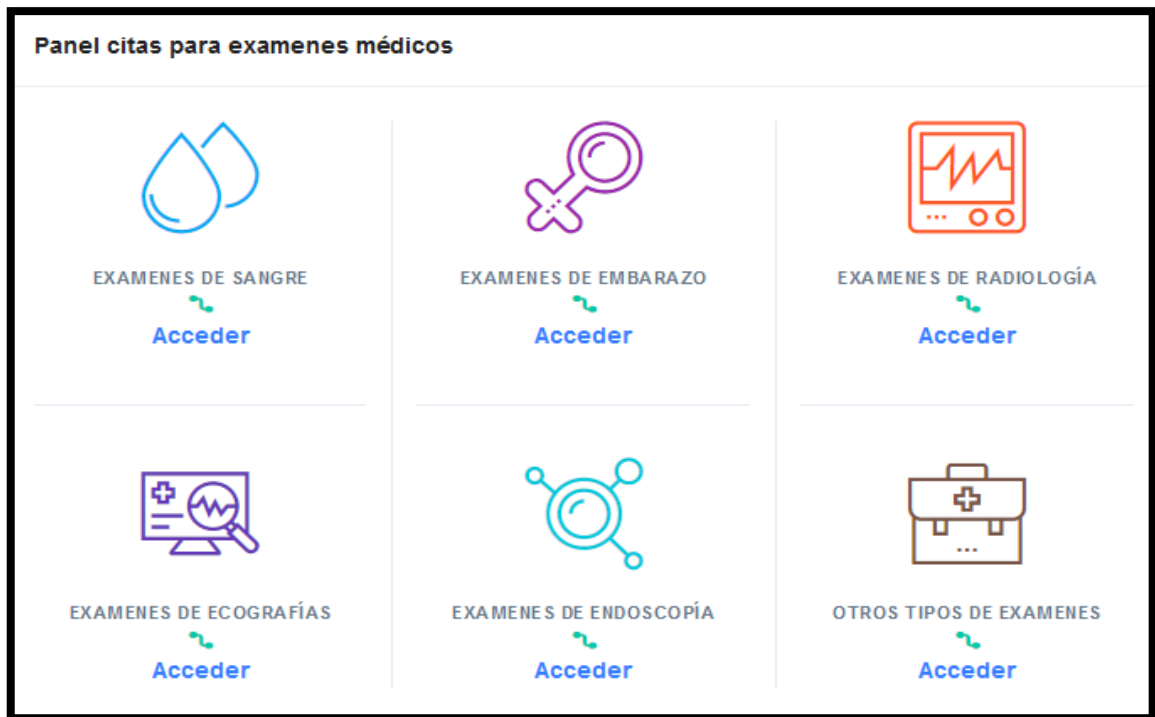 Panel citas para examenes médicos
EXAMENES DE SANGRE
Acceder
EXAMENES DE EMBARAZO
Acceder
EXAMENES DE RADIOLOGÍA
Acceder
EXAMENES DE ECOGRAFÍAS
Acceder
EXAMENES DE ENDOSCOPÍA
Acceder
OTROS TIPOS DE EXAMENES
Acceder